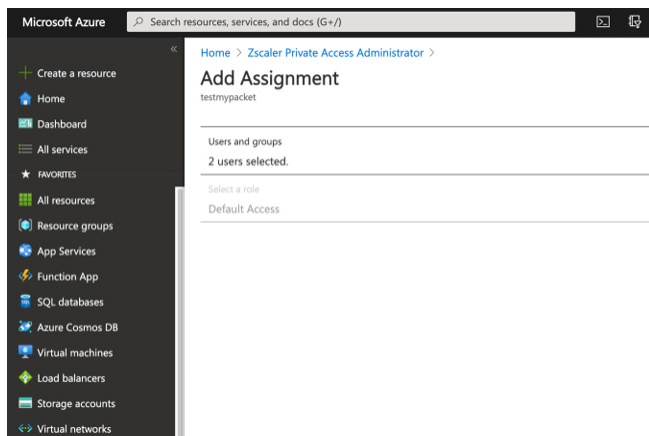 Microsoft Azure
Search resources, services, and docs (G+/)
«
Create a resource
Home
Dashboard
All services
FAVORITES
All resources
Resource groups
App Services
Function App
SQL databases
Azure Cosmos DB
Virtual machines
Load balancers
Storage accounts
Virtual networks
Home > Zscaler Private Access Administrator >
Add Assignment
testmypacket
Users and groups
2 users selected.
Select a role
Default Access